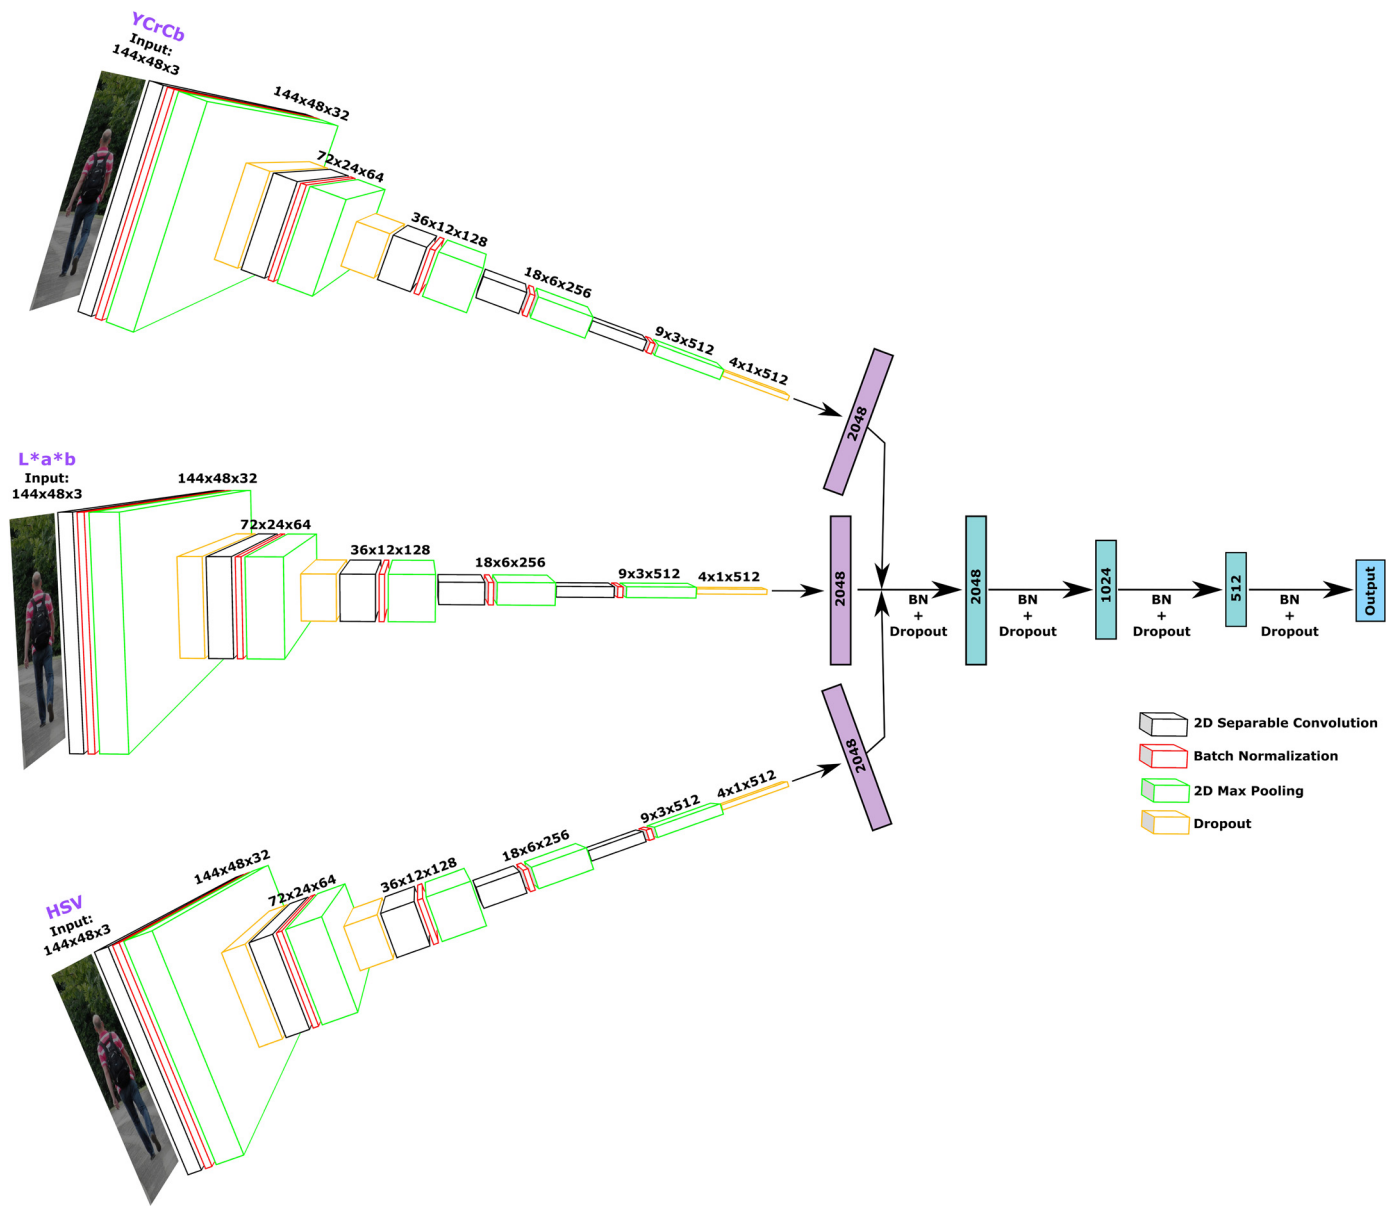 YCrCb
Input:
144x48x3
144x48x32
72x24x64
36x12x128
18x6x256
9x3x512
4x1x512
2048
L*a*b
Input:
144x48x3
144x48x32
72x24x64
36x12x128
18x6x256
9x3x512
4x1x512
2048
BN
+
Dropout
2048
BN
+
Dropout
1024
BN
+
Dropout
512
BN
+
Dropout
Output
HSV
Input:
144x48x3
144x48x32
72x24x64
36x12x128
18x6x256
9x3x512
4x1x512
2048
2D Separable Convolution
Batch Normalization
2D Max Pooling
Dropout